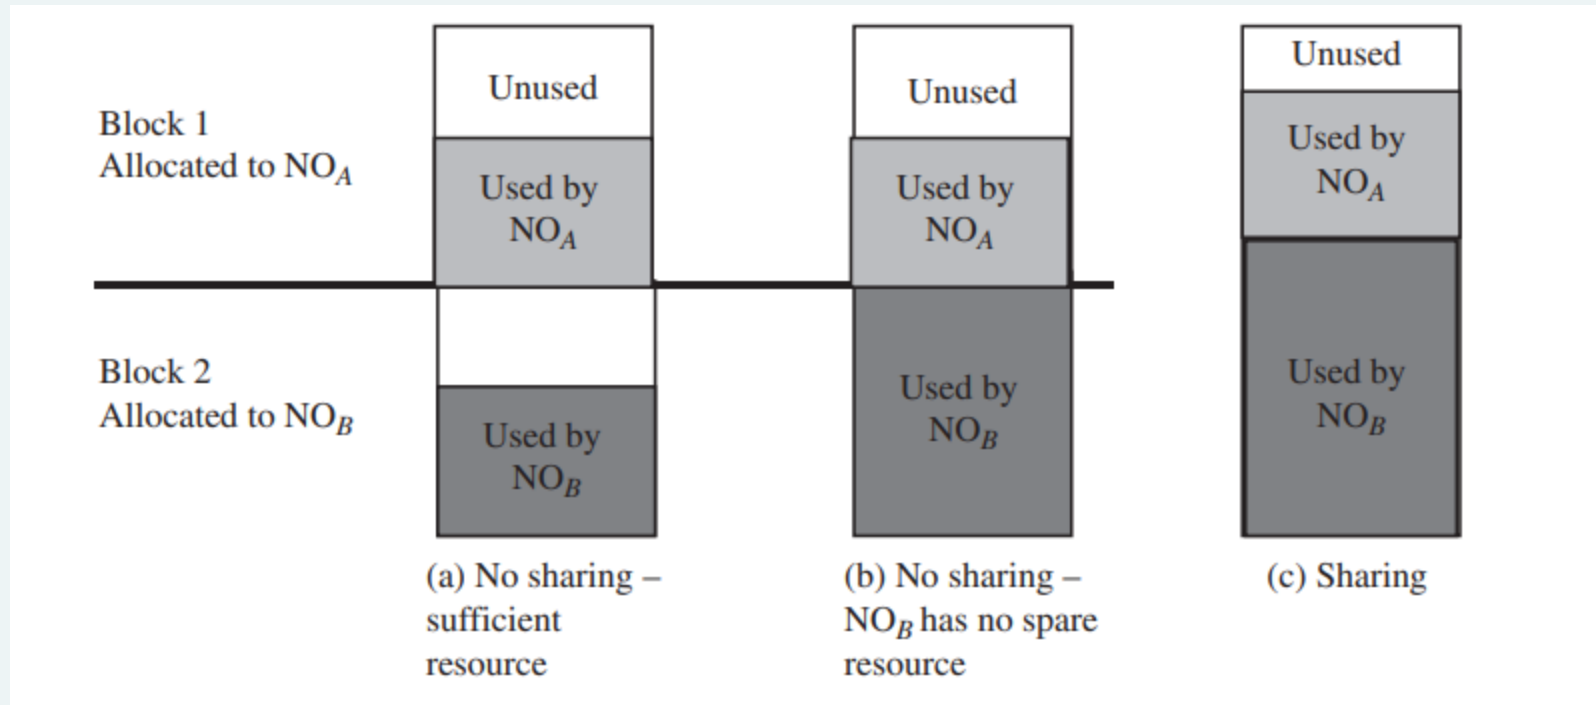 Block 1
Allocated to NOA
Block 2
Allocated to NOB
Unused
Used by
NOA
Used by
NOB
(a) No sharing –
sufficient
resource
Unused
Used by
NOA
Used by
NOB
(b) No sharing –
NOB has no spare
resource
Unused
Used by
NOA
Used by
NOB
(c) Sharing